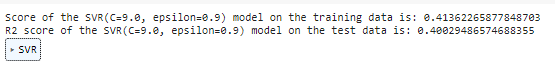 Score of the SVR(C=9.0, epsilon=0.9) model on the training data is: 0.41362265877848703
R2 score of the SVR(C=9.0, epsilon=0.9) model on the test data is: 0.40029486574688355
▸ SVR